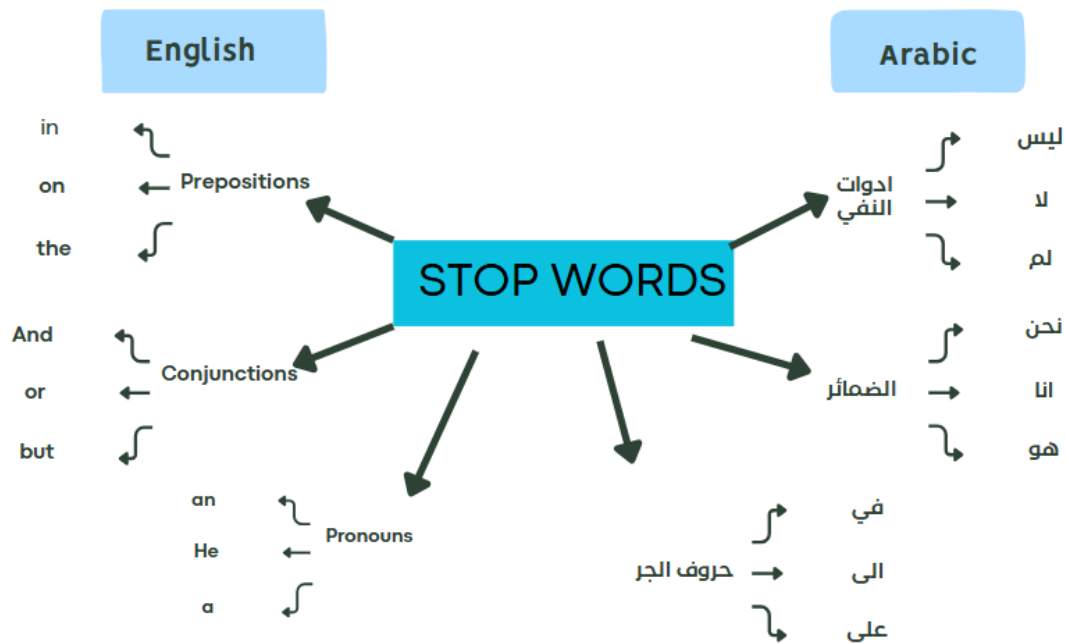 English
Arabic
STOP WORDS
Prepositions
in
on
the
Conjunctions
And
or
but
Pronouns
an
He
a
ادوات
النفي
ليس
لا
لم
الضمائر
نحن
انا
هو
حروف الجر
في
الى
على